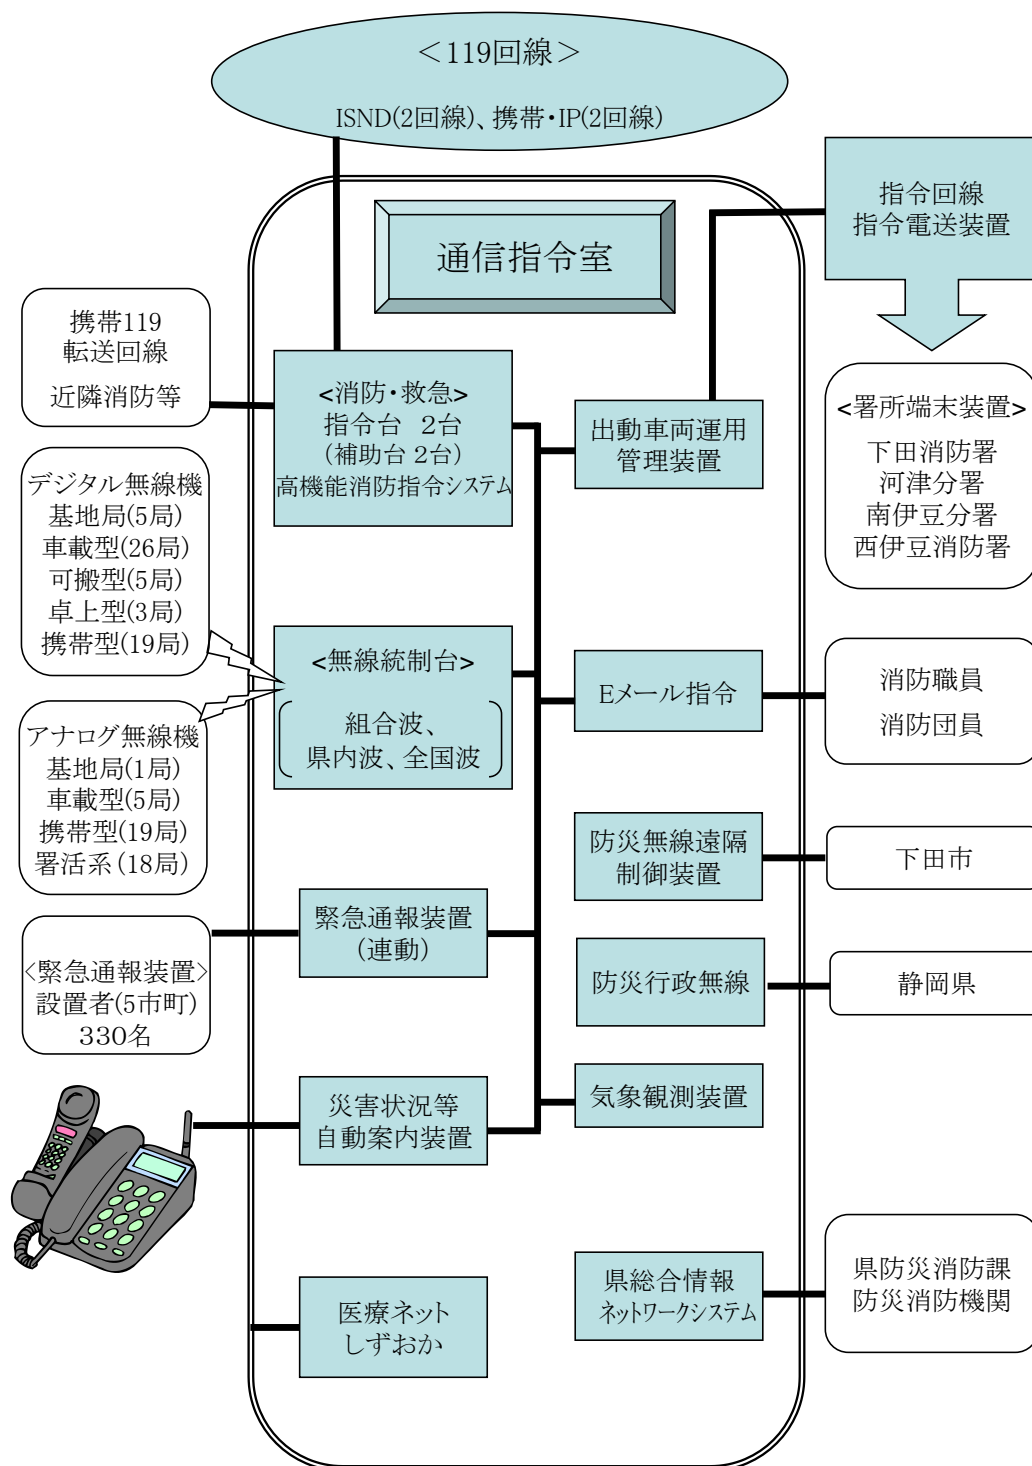 ＜119回線＞
ISND(2回線)、携帯・IP(2回線)
指令回線
指令電送装置
通信指令室
携帯119
転送回線
近隣消防等
<消防・救急>
指令台 2台
(補助台 2台)
高機能消防指令システム
出動車両運用
管理装置
<署所端末装置>
下田消防署
河津分署
南伊豆分署
西伊豆消防署
デジタル無線機
基地局(5局)
車載型(26局)
可搬型(5局)
卓上型(3局)
携帯型(19局)
<無線統制台>
組合波、
県内波、全国波
Eメール指令
消防職員
消防団員
アナログ無線機
基地局(1局)
車載型(5局)
携帯型(19局)
署活系(18局)
防災無線遠隔
制御装置
下田市
緊急通報装置
(連動)
<緊急通報装置>
設置者(5市町)
330名
防災行政無線
静岡県
災害状況等
自動案内装置
気象観測装置
医療ネット
しずおか
県総合情報
ネットワークシステム
県防災消防課
防災消防機関